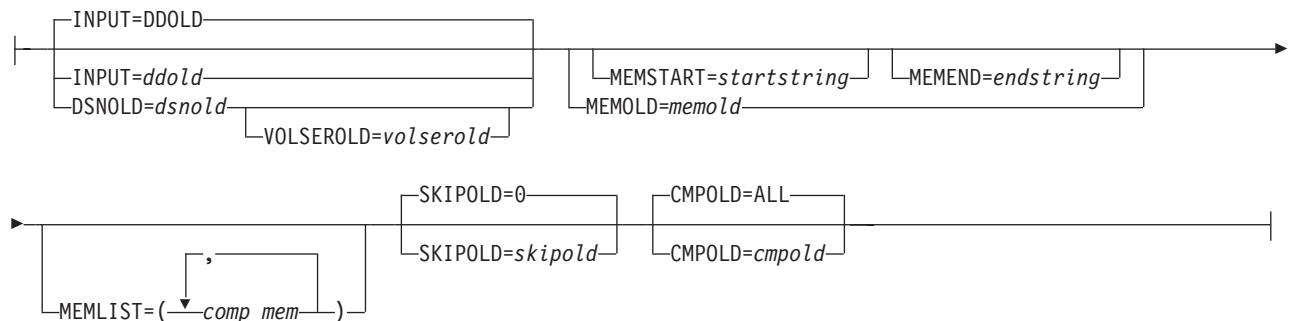 INPUT=DDOLD
INPUT=ddold
DSNOLD=dsnold
VOLSEROLD=volserold
MEMSTART=startstring
MEMEND=endstring
MEMOLD=memold
MEMLIST=( , comp mem )
SKIPOLD=0
SKIPOLD=skipold
CMPOLD=ALL
CMPOLD=cmpold